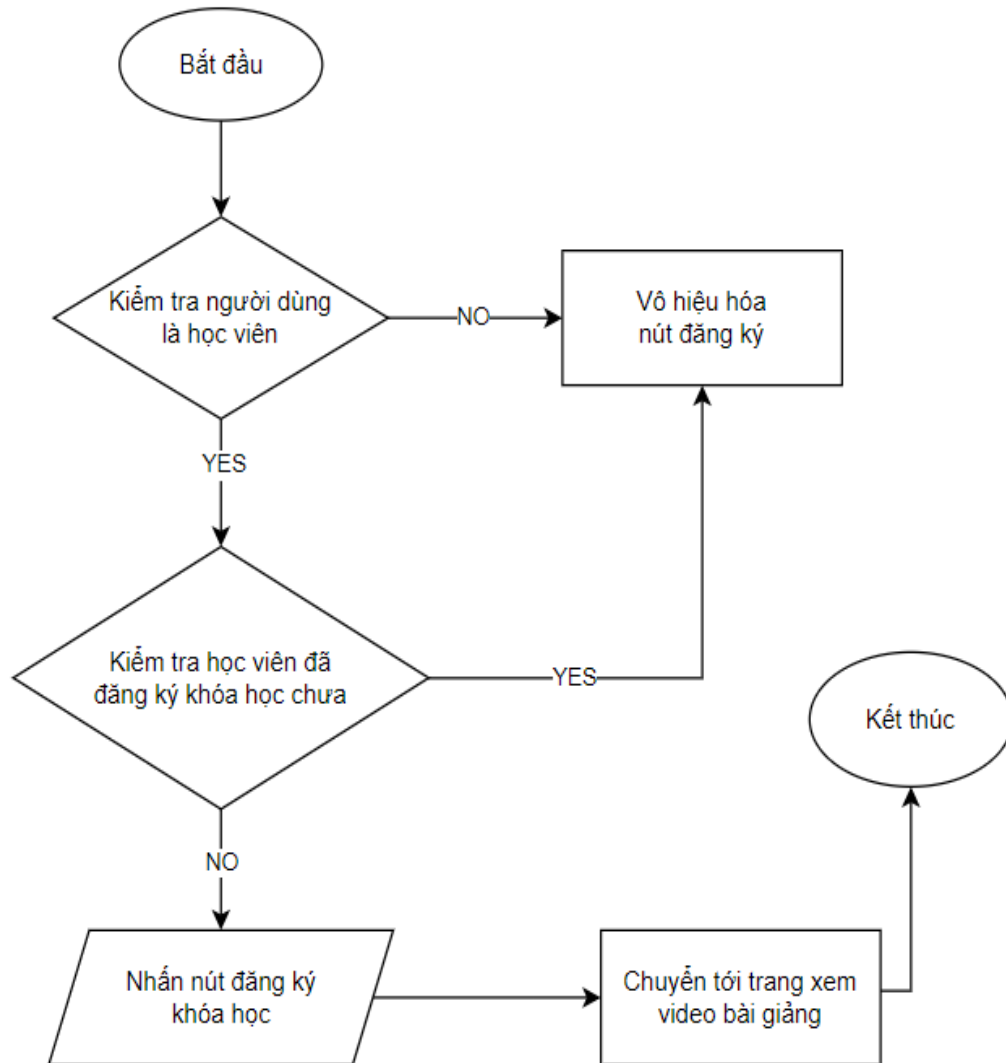 Bắt đầu
Kiểm tra người dùng
là học viên
NO
Vô hiệu hóa
nút đăng ký
YES
Kiểm tra học viên đã
đăng ký khóa học chưa
YES
Kết thúc
NO
Nhấn nút đăng ký
khóa học
Chuyển tới trang xem
video bài giảng